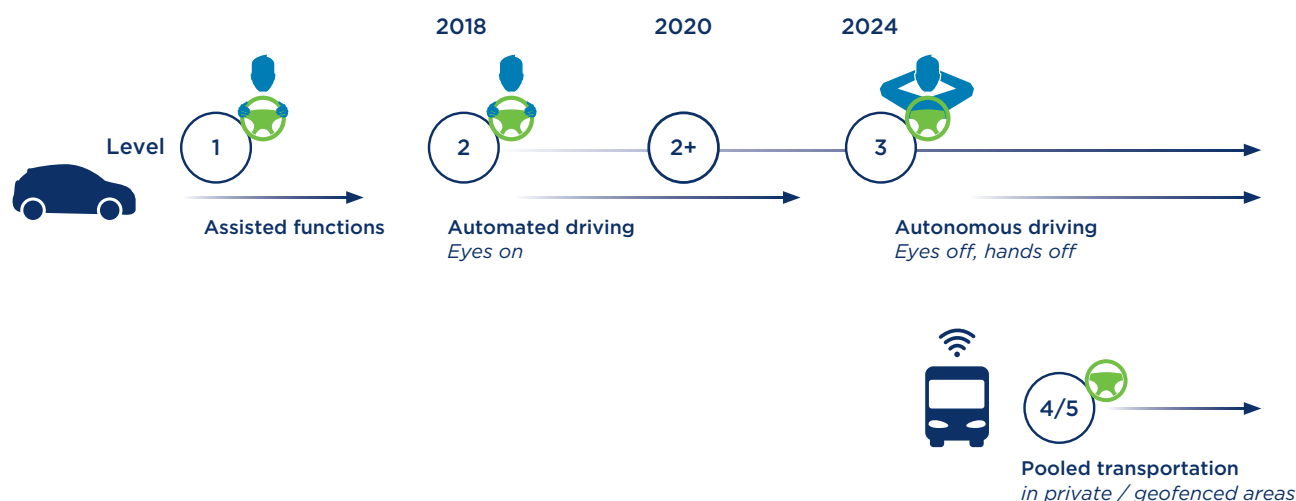 2018
2020
2024
Level
1
2
2+
3
Assisted functions
Automated driving
Eyes on
Autonomous driving
Eyes off, hands off
4/5
Pooled transportation
in private / geofenced areas